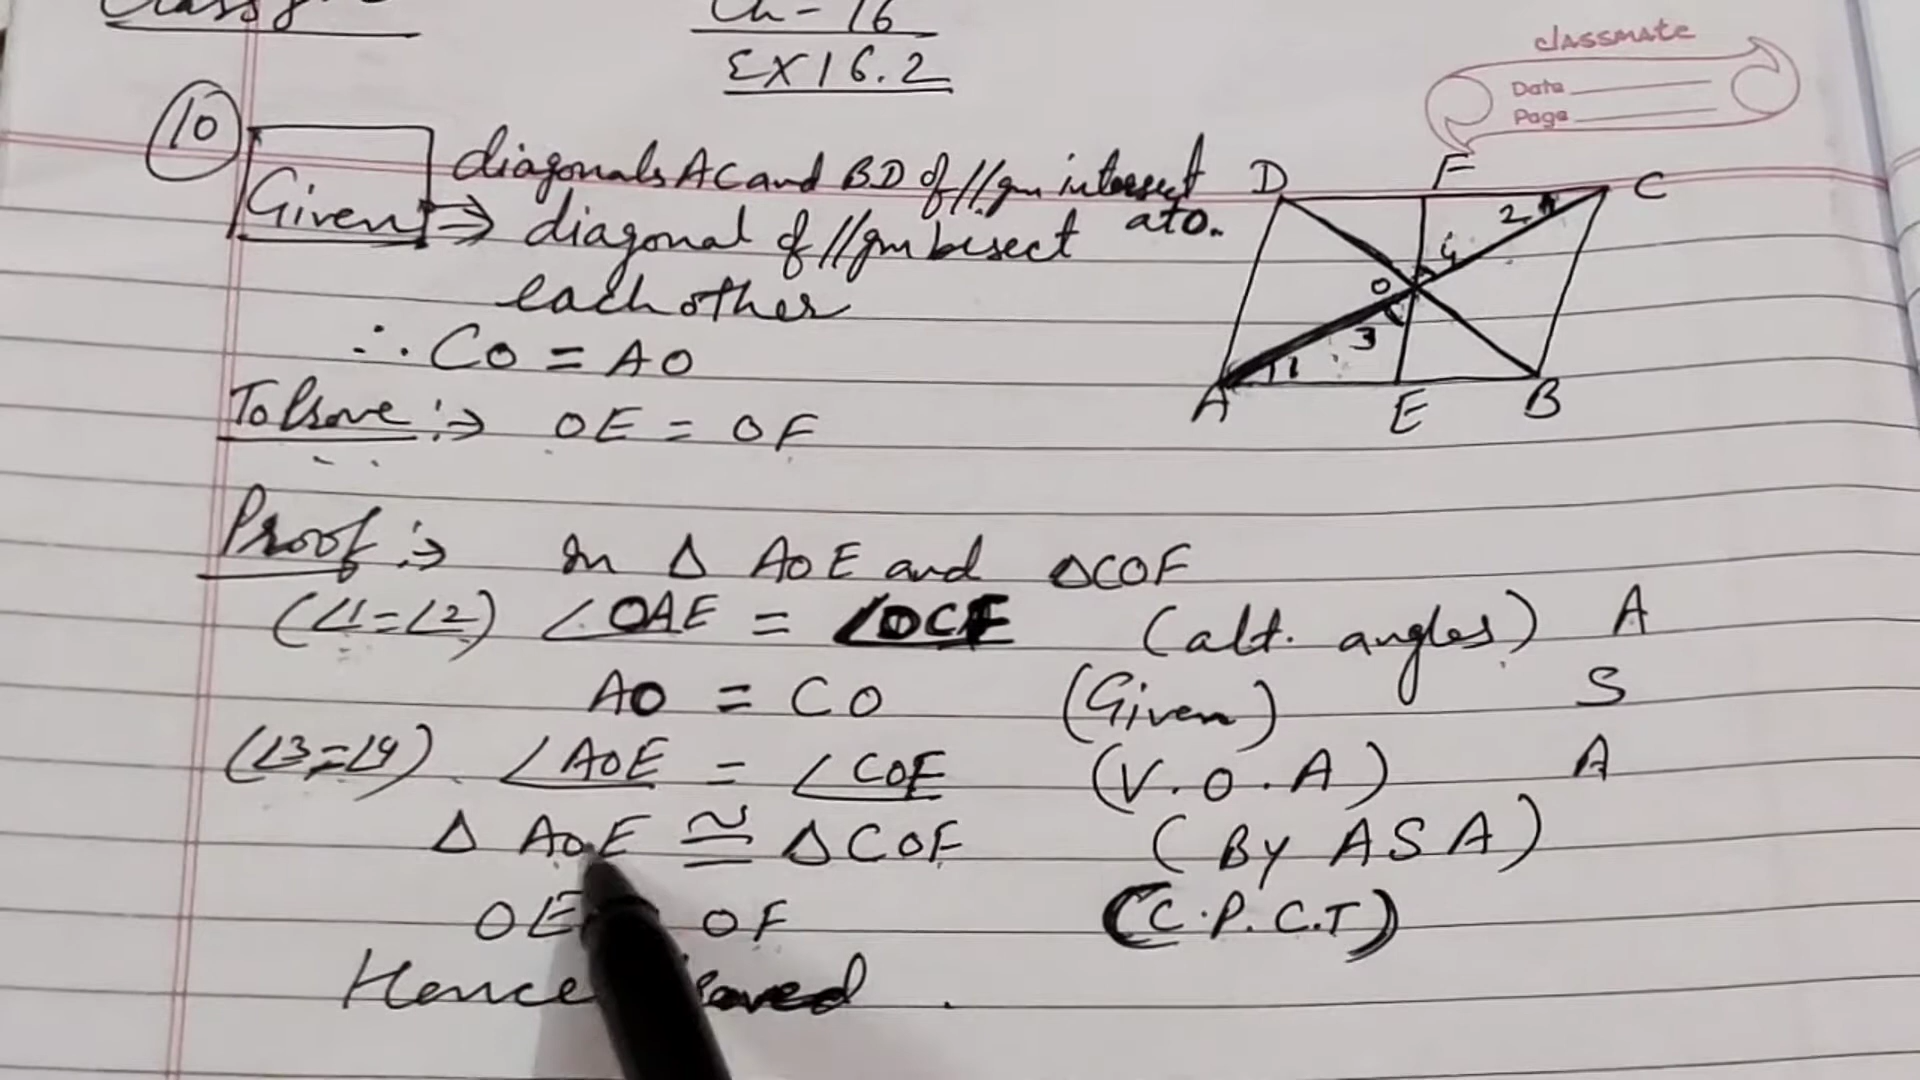 Class 8
Ch - 16
EX 16.2
classmate
Date
Page
10
diagonals AC and BD of //gm intersect at O.
Given ⇒ diagonal of //gm bisect
each other
∴ CO = AO
To Prove :⇒ OE = OF
D F C
2
4
O
3
1
A E B
Proof :⇒ In Δ AOE and ΔCOF
(∠1=∠2) ∠OAE = ∠OCF (alt. angles) A
AO = CO (Given) S
(∠3=∠4) ∠AOE = ∠COF (V.O.A) A
Δ AOE ≅ ΔCOF (By ASA)
OE OF (C.P.C.T)
Hence